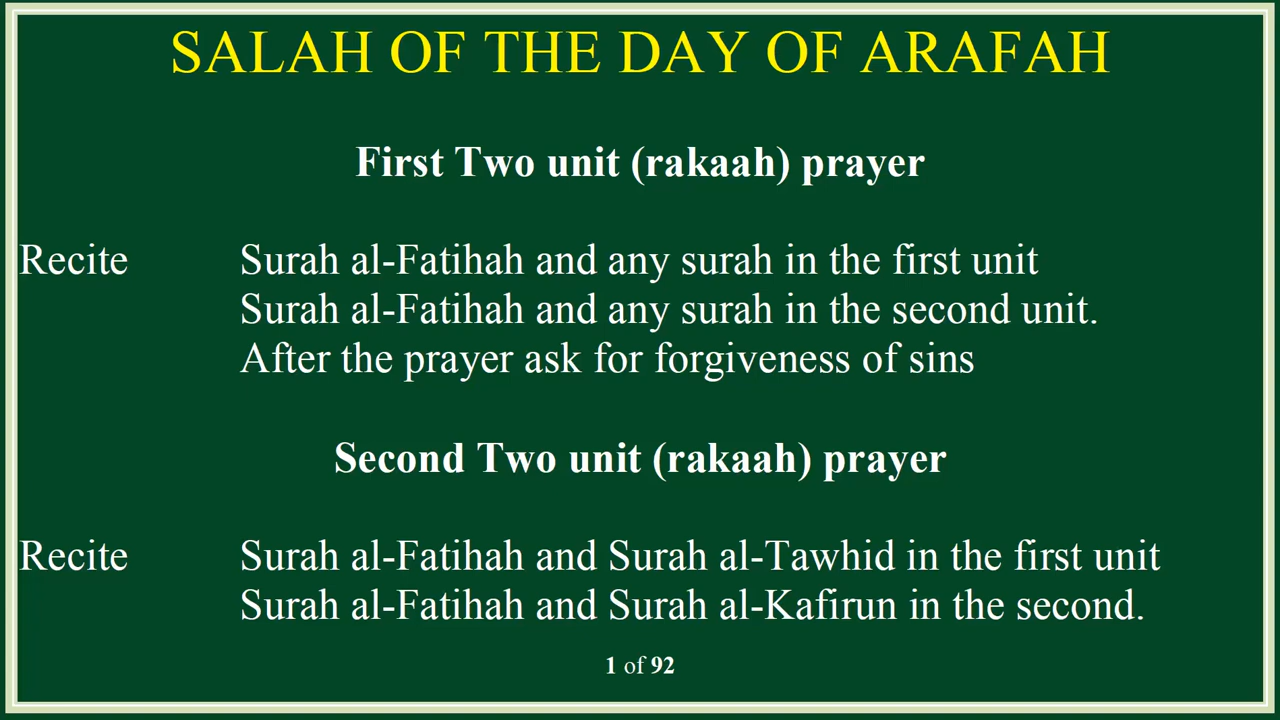 SALAH OF THE DAY OF ARAFAH
First Two unit (rakaah) prayer
Recite Surah al-Fatihah and any surah in the first unit
Surah al-Fatihah and any surah in the second unit.
After the prayer ask for forgiveness of sins
Second Two unit (rakaah) prayer
Recite Surah al-Fatihah and Surah al-Tawhid in the first unit
Surah al-Fatihah and Surah al-Kafirun in the second.
1 of 92